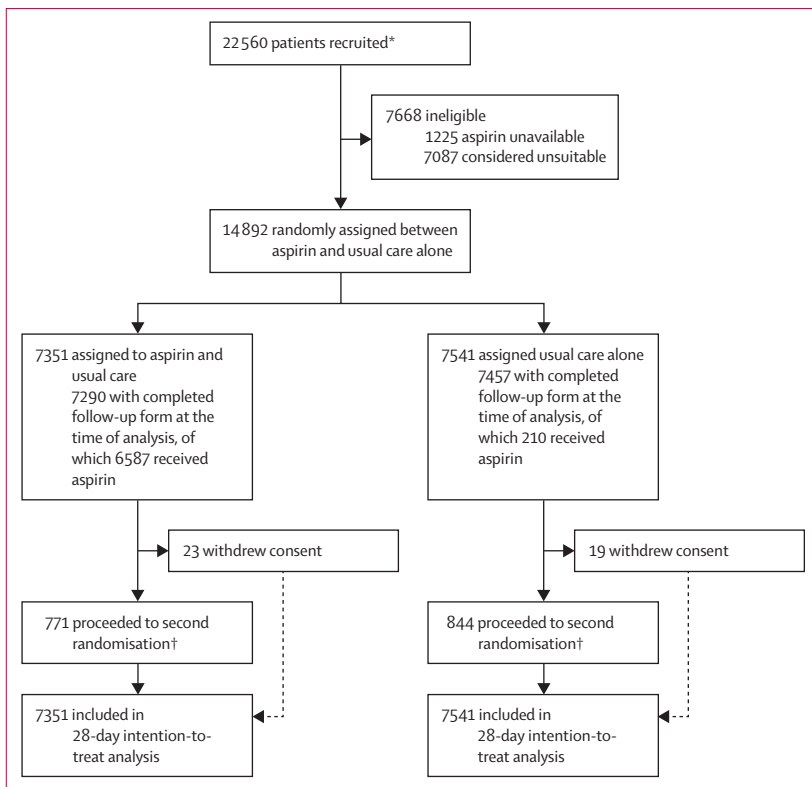 22560 patients recruited*
7668 ineligible
1225 aspirin unavailable
7087 considered unsuitable
14892 randomly assigned between
aspirin and usual care alone
7351 assigned to aspirin and
usual care
7290 with completed
follow-up form at the
time of analysis, of
which 6587 received
aspirin
7541 assigned usual care alone
7457 with completed
follow-up form at the
time of analysis, of
which 210 received
aspirin
23 withdrew consent
19 withdrew consent
771 proceeded to second
randomisation†
844 proceeded to second
randomisation†
7351 included in
28-day intention-to-
treat analysis
7541 included in
28-day intention-to-
treat analysis